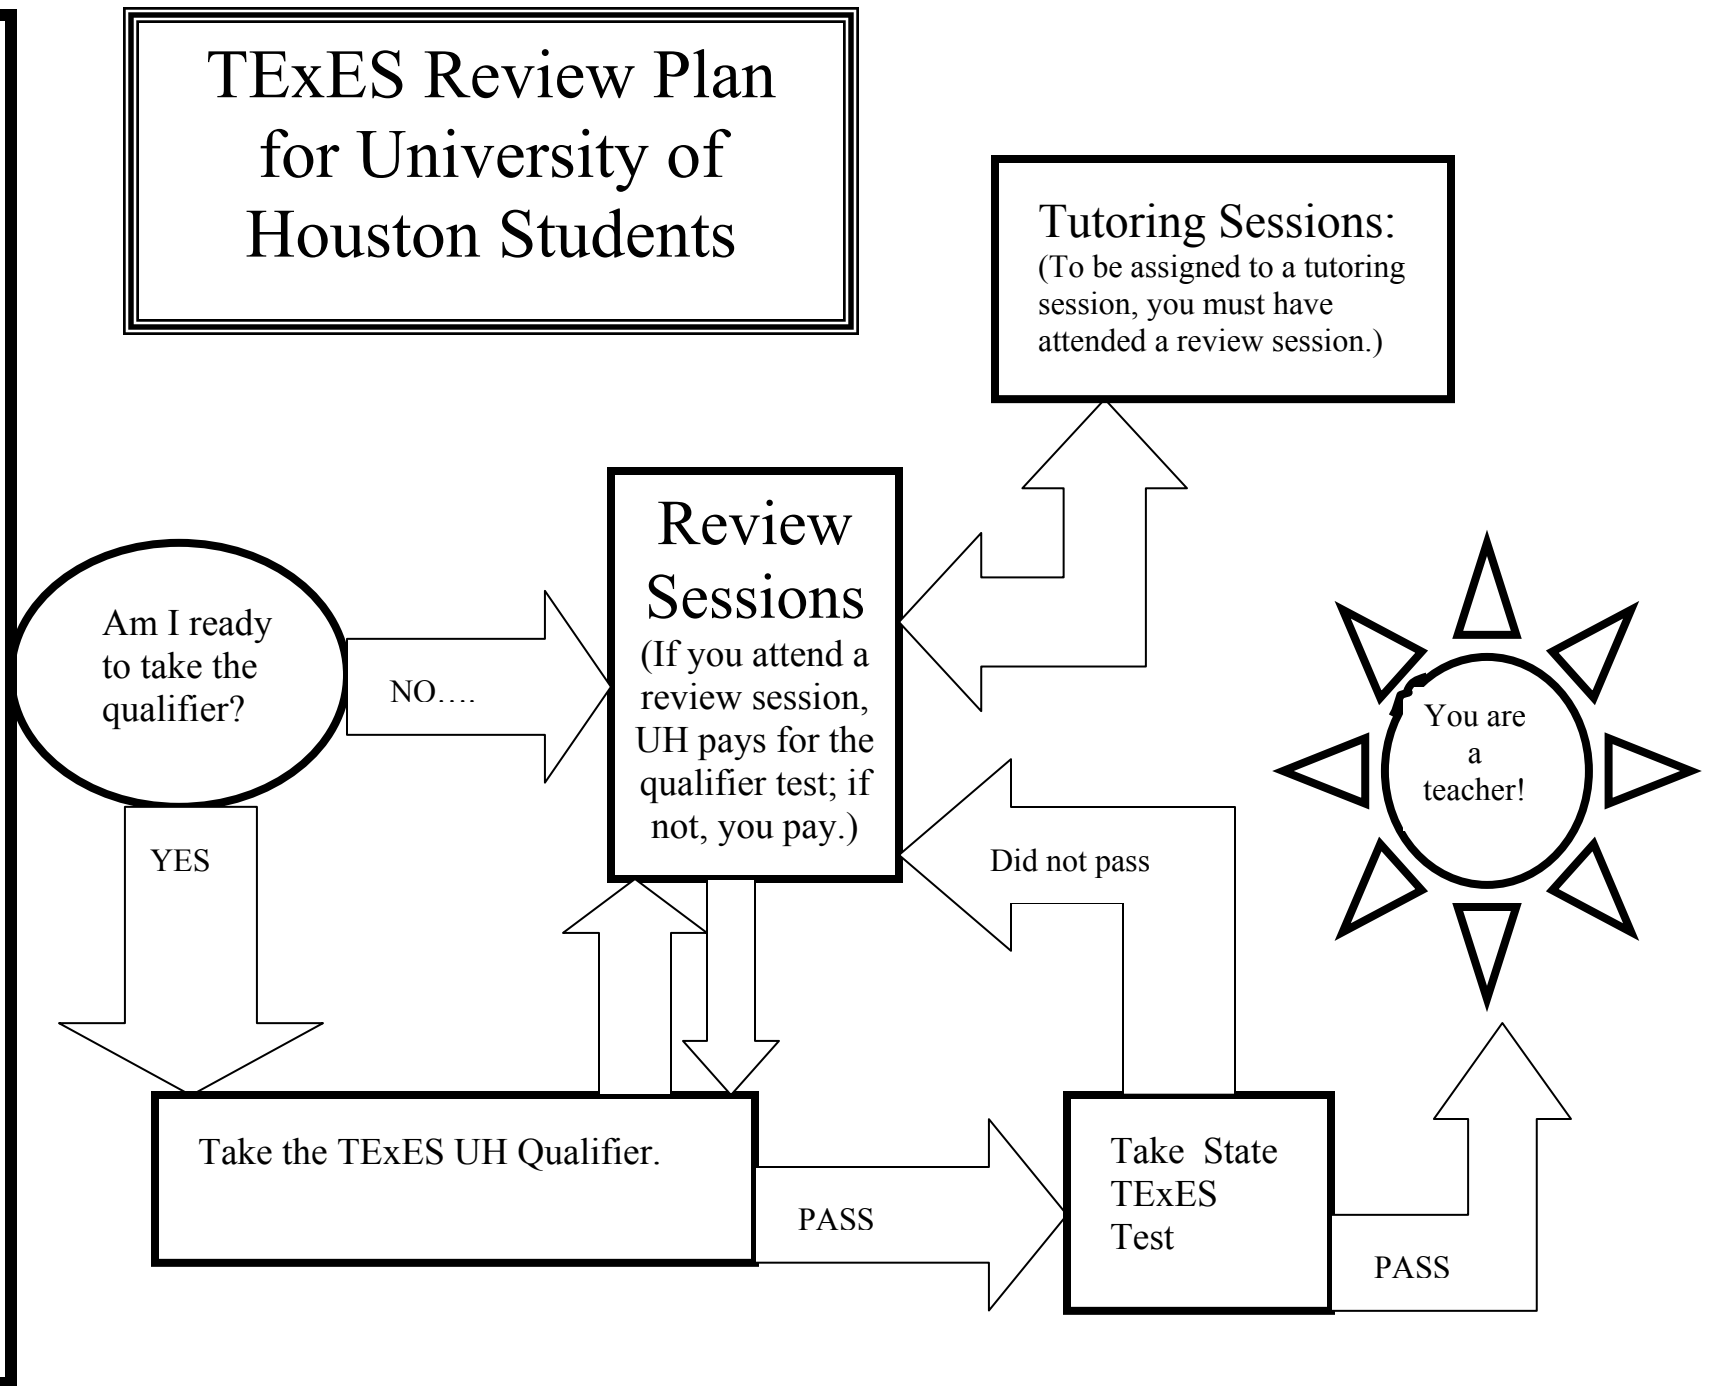 TExES Review Plan
for University of
Houston Students
Tutoring Sessions:
(To be assigned to a tutoring
session, you must have
attended a review session.)
Review
Sessions
(If you attend a
review session,
UH pays for the
qualifier test; if
not, you pay.)
Am I ready
to take the
qualifier?
NO….
You are
a
teacher!
YES
Did not pass
Take the TExES UH Qualifier.
PASS
Take  State
TExES
Test
PASS